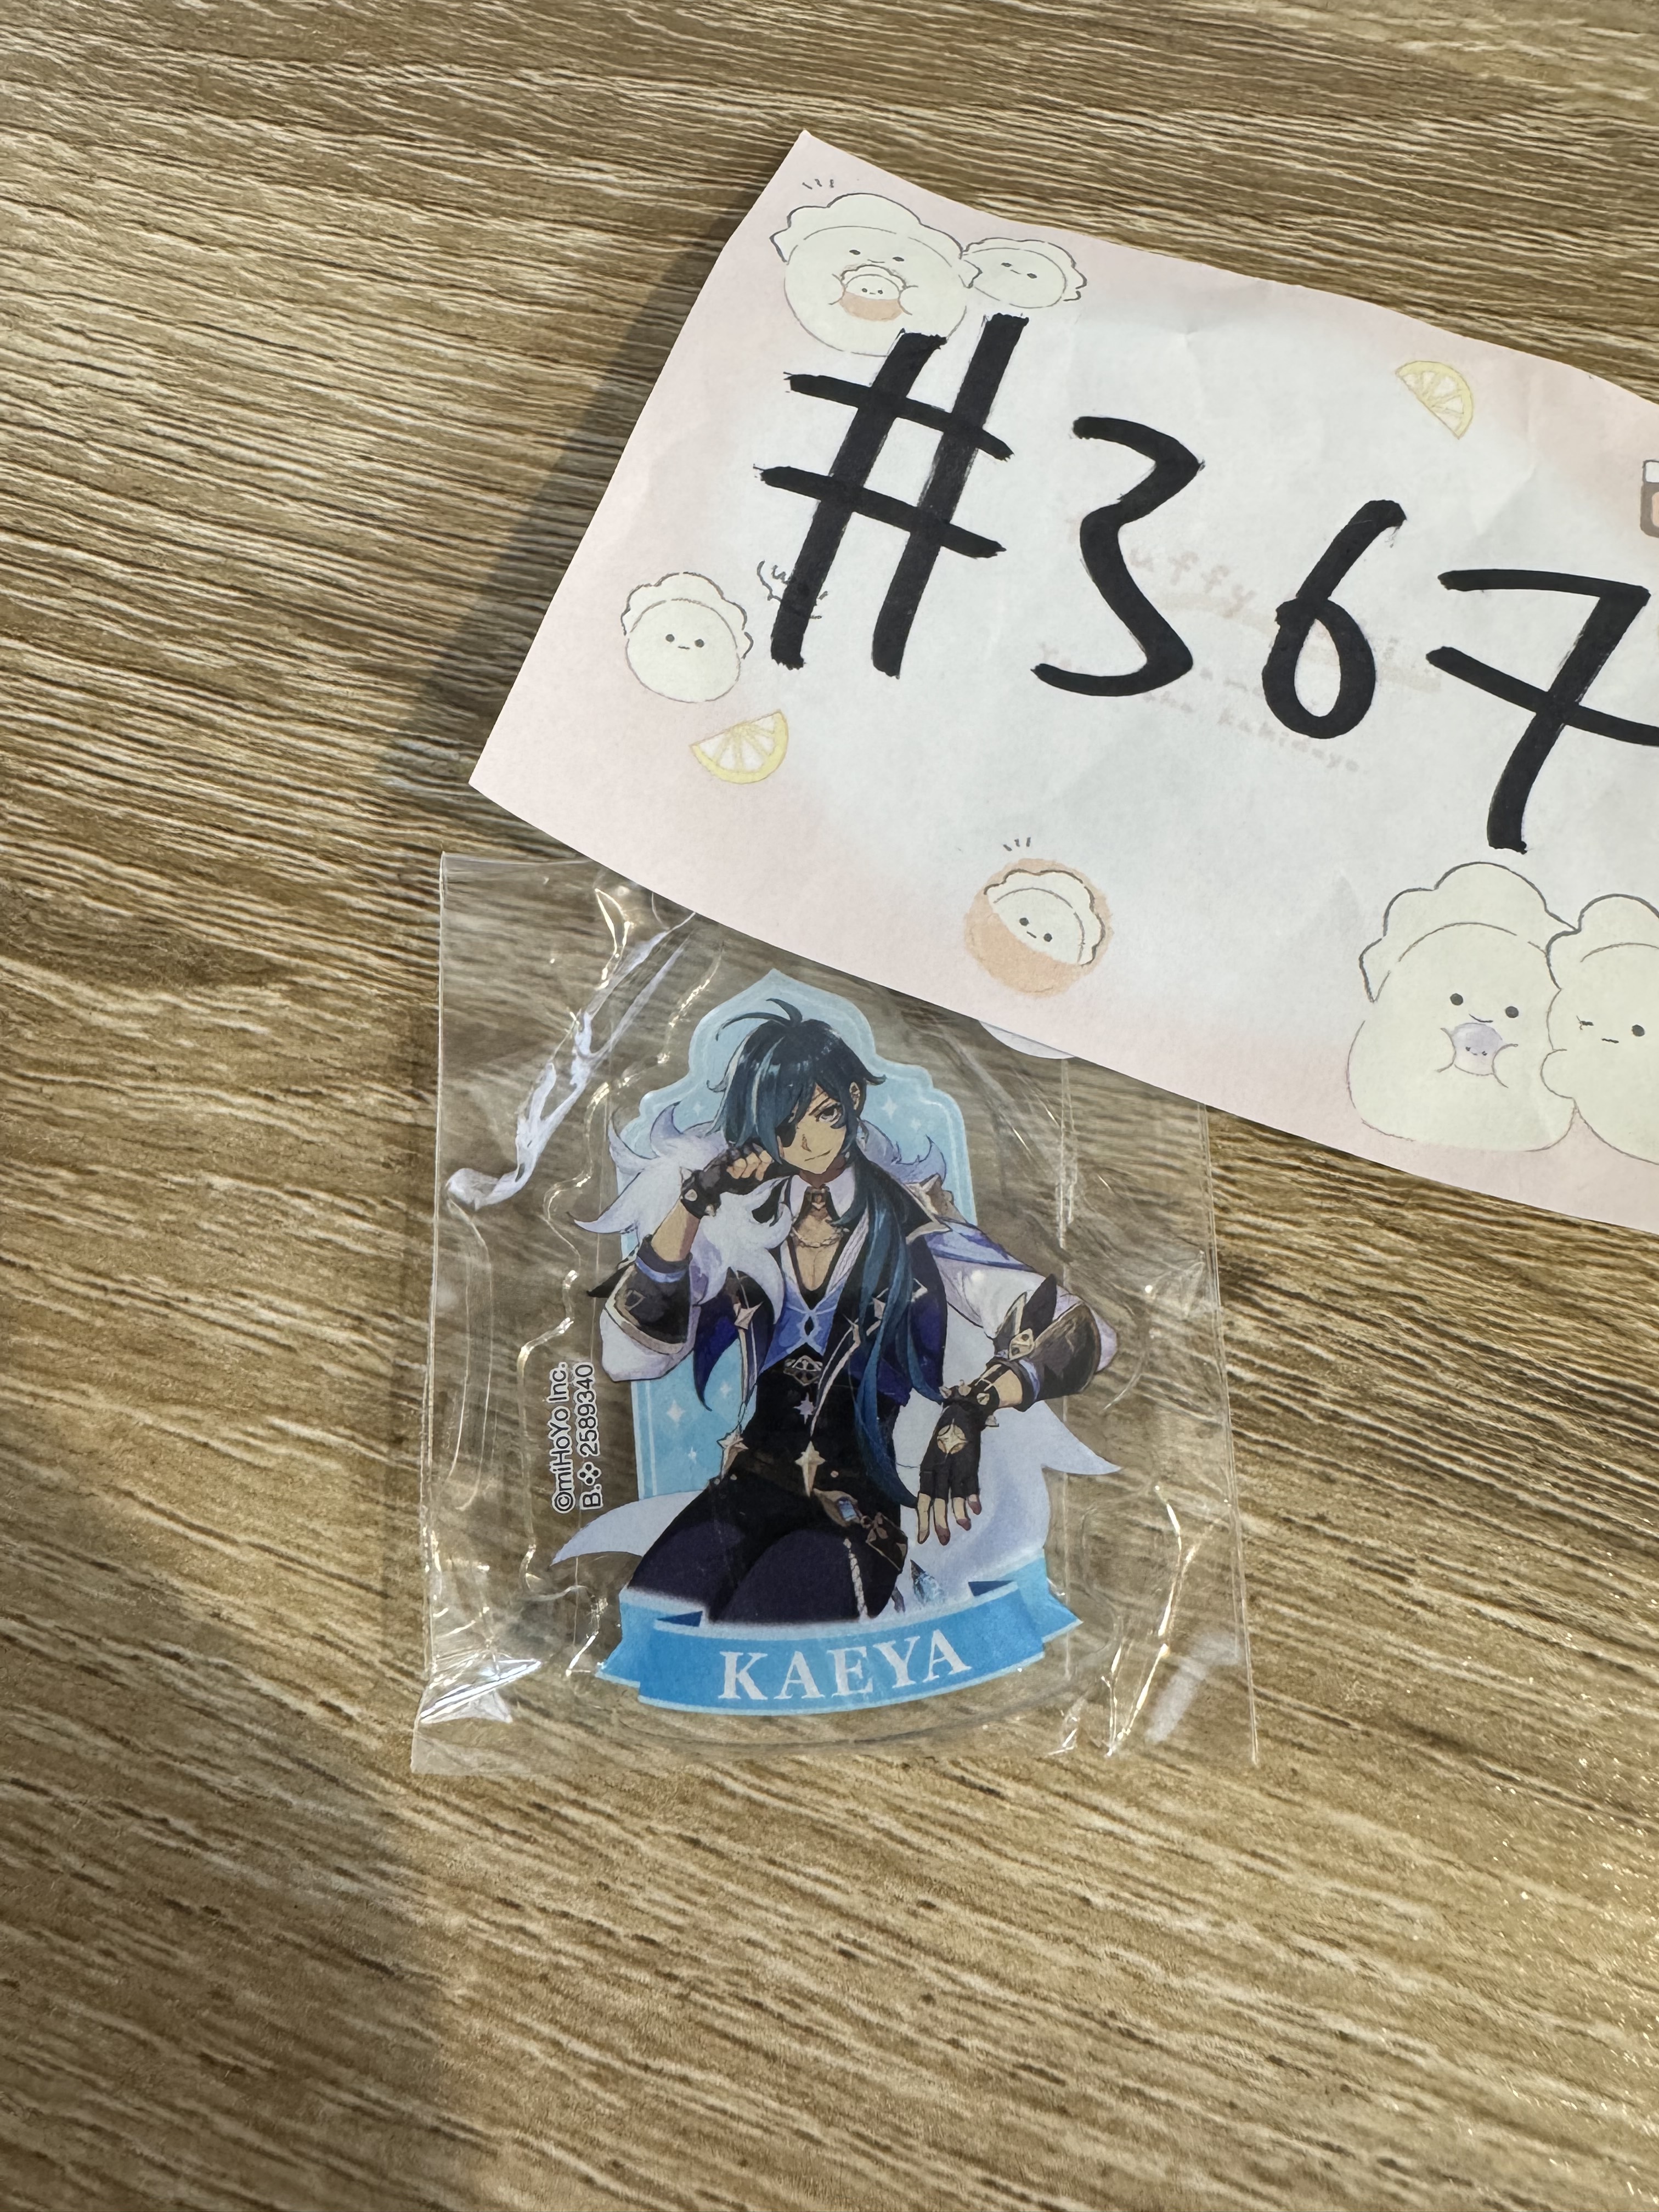 #367
©miHoYo Inc.
B.✤ 2589340
KAEYA